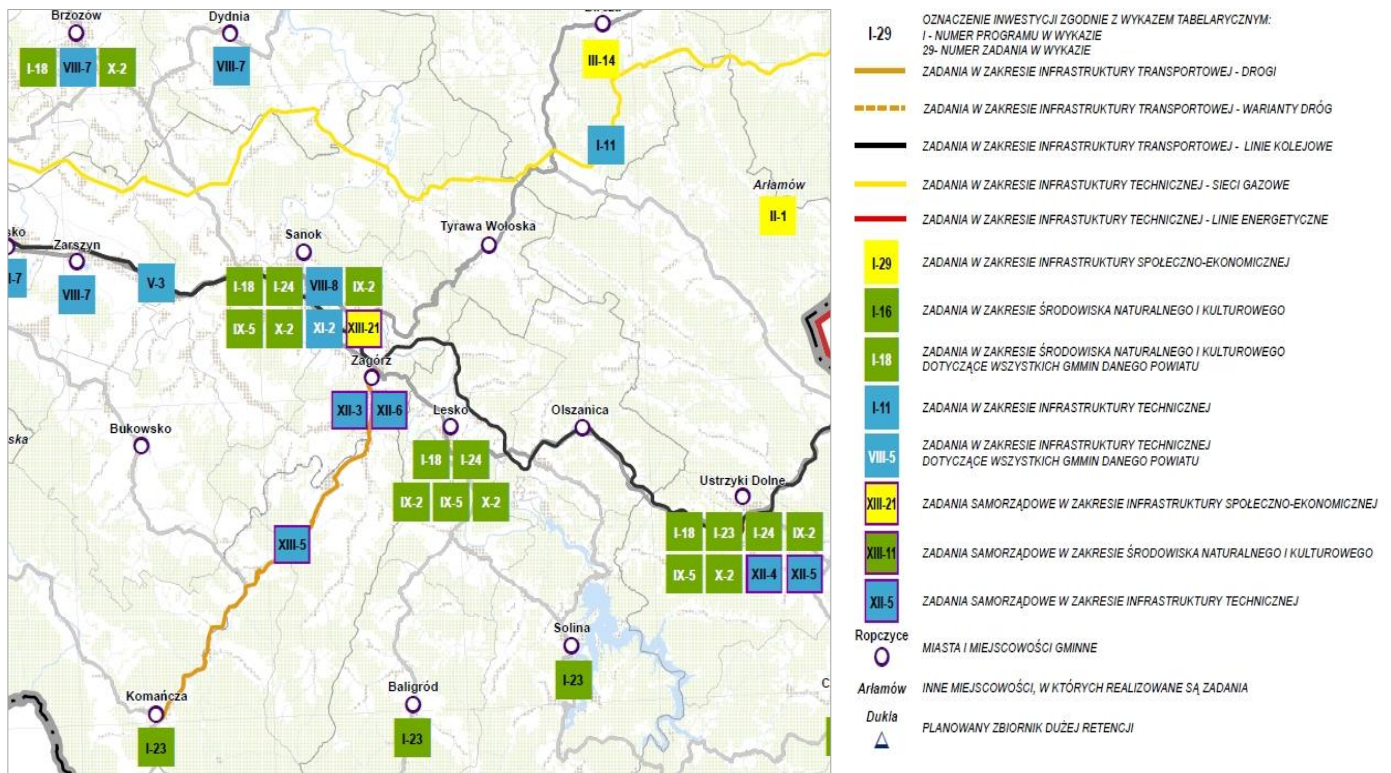 Brzozów
Dydnia
I-18 VIII-7 X-2
VIII-7
III-14
I-11
Arłamów
II-1
Tyrawa Wołoska
Sanok
Zarszyn
I-7
VIII-7
V-3
I-18 I-24 VIII-8 IX-2
IX-5 X-2 XI-2 XIII-21
Zagórz
XII-3 XII-6
Lesko
Olszanica
Bukowsko
I-18 I-24
IX-2 IX-5 X-2
Ustrzyki Dolne
I-18 I-23 I-24 IX-2
IX-5 X-2 XII-4 XII-5
XIII-5
Solina
I-23
Komańcza
I-23
Baligród
I-23
I-29
OZNACZENIE INWESTYCJI ZGODNIE Z WYKAZEM TABELARYCZNYM:
I - NUMER PROGRAMU W WYKAZIE
29- NUMER ZADANIA W WYKAZIE
ZADANIA W ZAKRESIE INFRASTRUKTURY TRANSPORTOWEJ - DROGI
ZADANIA W ZAKRESIE INFRASTRUKTURY TRANSPORTOWEJ - WARIANTY DRÓG
ZADANIA W ZAKRESIE INFRASTRUKTURY TRANSPORTOWEJ - LINIE KOLEJOWE
ZADANIA W ZAKRESIE INFRASTUKTURY TECHNICZNEJ - SIECI GAZOWE
ZADANIA W ZAKRESIE INFRASTUKTURY TECHNICZNEJ - LINIE ENERGETYCZNE
I-29 ZADANIA W ZAKRESIE INFRASTRUKTURY SPOŁECZNO-EKONOMICZNEJ
I-16 ZADANIA W ZAKRESIE ŚRODOWISKA NATURALNEGO I KULTUROWEGO
I-18 ZADANIA W ZAKRESIE ŚRODOWISKA NATURALNEGO I KULTUROWEGO
DOTYCZĄCE WSZYSTKICH GMMIN DANEGO POWIATU
I-11 ZADANIA W ZAKRESIE INFRASTRUKTURY TECHNICZNEJ
VIII-5 ZADANIA W ZAKRESIE INFRASTRUKTURY TECHNICZNEJ
DOTYCZĄCE WSZYSTKICH GMMIN DANEGO POWIATU
XIII-21 ZADANIA SAMORZĄDOWE W ZAKRESIE INFRASTRUKTURY SPOŁECZNO-EKONOMICZNEJ
XIII-11 ZADANIA SAMORZĄDOWE W ZAKRESIE ŚRODOWISKA NATURALNEGO I KULTUROWEGO
XII-5 ZADANIA SAMORZĄDOWE W ZAKRESIE INFRASTRUKTURY TECHNICZNEJ
Ropczyce
MIASTA I MIEJSCOWOŚCI GMINNE
Arłamów INNE MIEJSCOWOŚCI, W KTÓRYCH REALIZOWANE SĄ ZADANIA
Dukla
PLANOWANY ZBIORNIK DUŻEJ RETENCJI